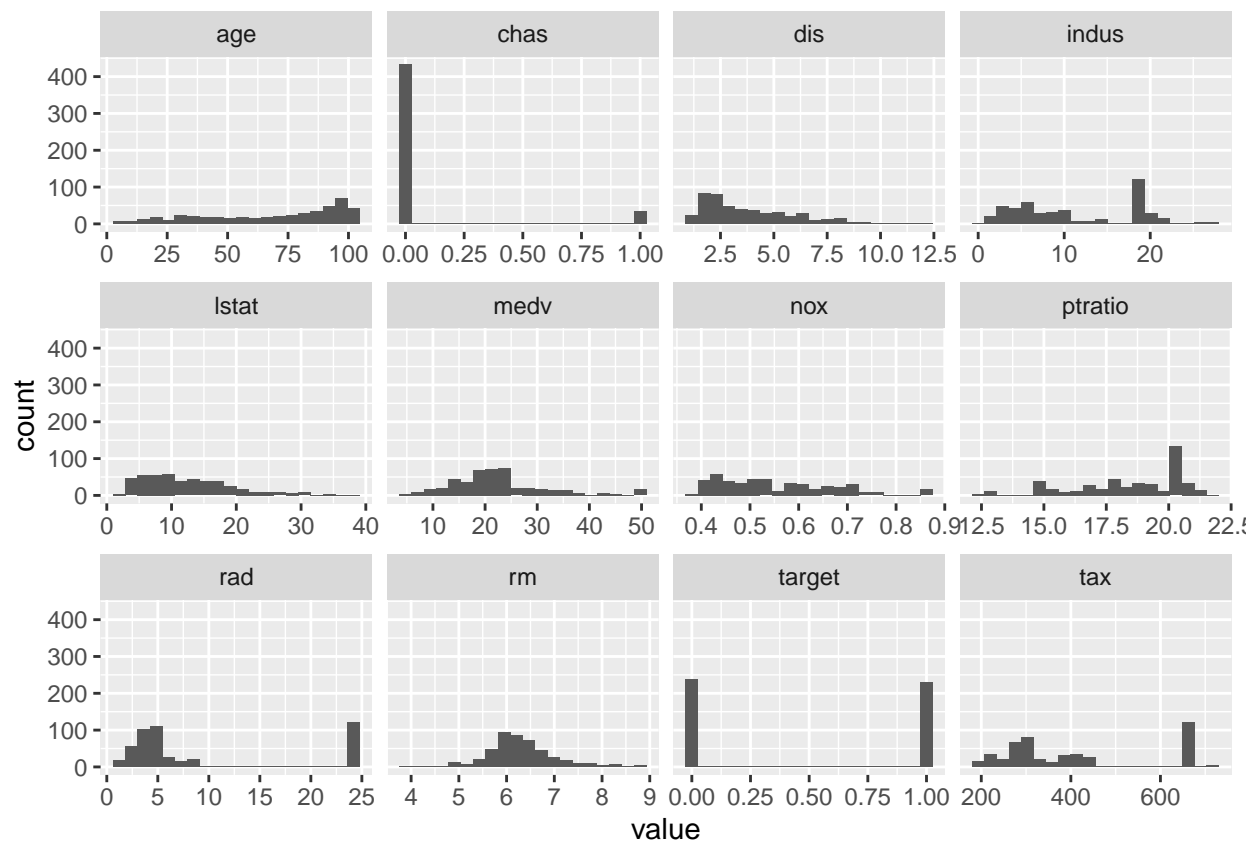 age chas dis indus
400
300
200
100
0
0 25 50 75 100 0.00 0.25 0.50 0.75 1.00 2.5 5.0 7.5 10.0 12.5 0 10 20
lstat medv nox ptratio
400
300
200
100
0
0 10 20 30 40 10 20 30 40 50 0.4 0.5 0.6 0.7 0.8 0.9 12.5 15.0 17.5 20.0 22.5
count
rad rm target tax
400
300
200
100
0
0 5 10 15 20 25 4 5 6 7 8 9 0.00 0.25 0.50 0.75 1.00 200 400 600
value